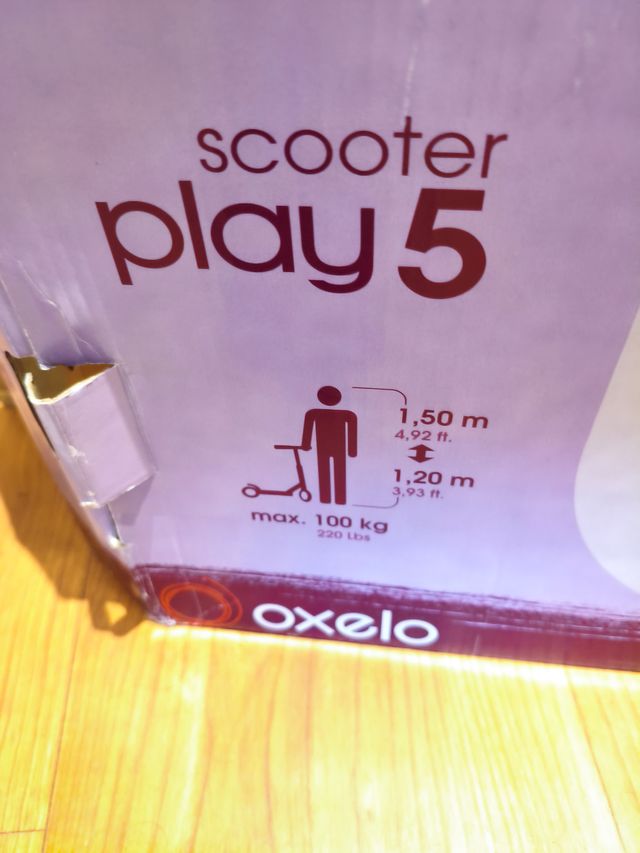 scooter
play 5
1,50 m
4,92 ft.
1,20 m
3,93 ft.
max. 100 kg
220 Lbs
oxelo